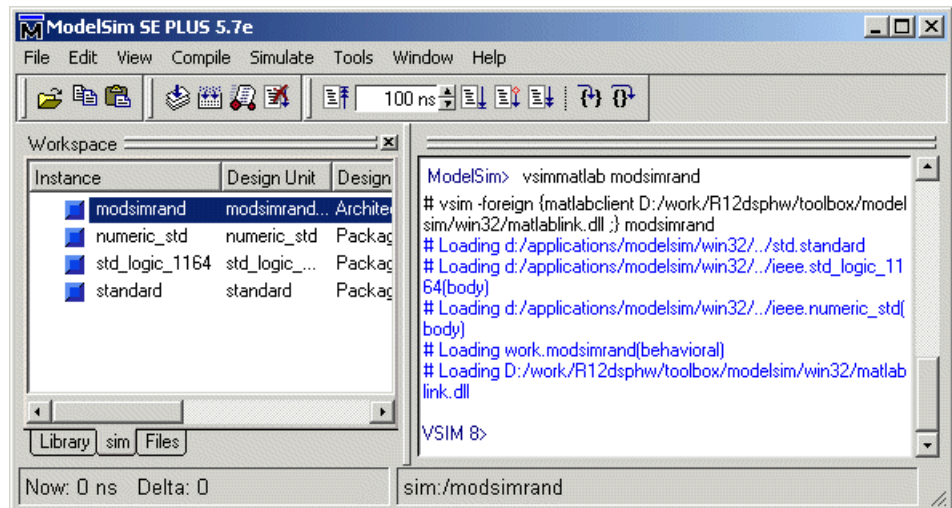 ModelSim SE PLUS 5.7e
File Edit View Compile Simulate Tools Window Help
100 ns
Workspace
Instance Design Unit Design
modsimrand modsimrand... Archite
numeric_std numeric_std Packag
std_logic_1164 std_logic_... Packag
standard standard Packag
Library sim Files
ModelSim> vsimmatlab modsimrand
# vsim -foreign {matlabclient D:/work/R12dsphw/toolbox/model
sim/win32/matlablink.dll ;} modsimrand
# Loading d:/applications/modelsim/win32/../std.standard
# Loading d:/applications/modelsim/win32/../ieee.std_logic_11
64(body)
# Loading d:/applications/modelsim/win32/../ieee.numeric_std(
body)
# Loading work.modsimrand(behavioral)
# Loading D:/work/R12dsphw/toolbox/modelsim/win32/matlab
link.dll
VSIM 8>
Now: 0 ns Delta: 0
sim:/modsimrand